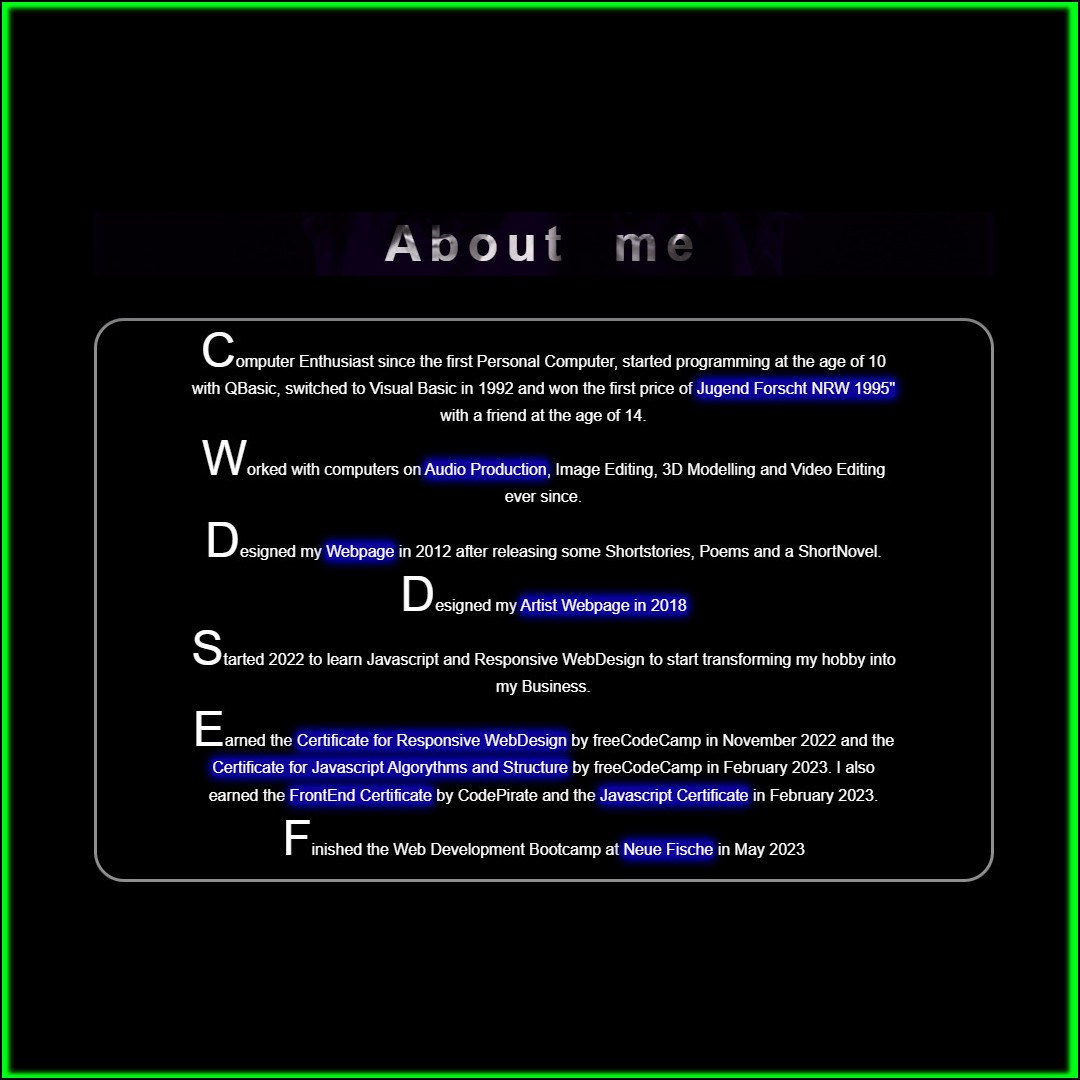 About me
Computer Enthusiast since the first Personal Computer, started programming at the age of 10
with QBasic, switched to Visual Basic in 1992 and won the first price of Jugend Forscht NRW 1995"
with a friend at the age of 14.
Worked with computers on Audio Production, Image Editing, 3D Modelling and Video Editing
ever since.
Designed my Webpage in 2012 after releasing some Shortstories, Poems and a ShortNovel.
Designed my Artist Webpage in 2018
Started 2022 to learn Javascript and Responsive WebDesign to start transforming my hobby into
my Business.
Earned the Certificate for Responsive WebDesign by freeCodeCamp in November 2022 and the
Certificate for Javascript Algorythms and Structure by freeCodeCamp in February 2023. I also
earned the FrontEnd Certificate by CodePirate and the Javascript Certificate in February 2023.
Finished the Web Development Bootcamp at Neue Fische in May 2023